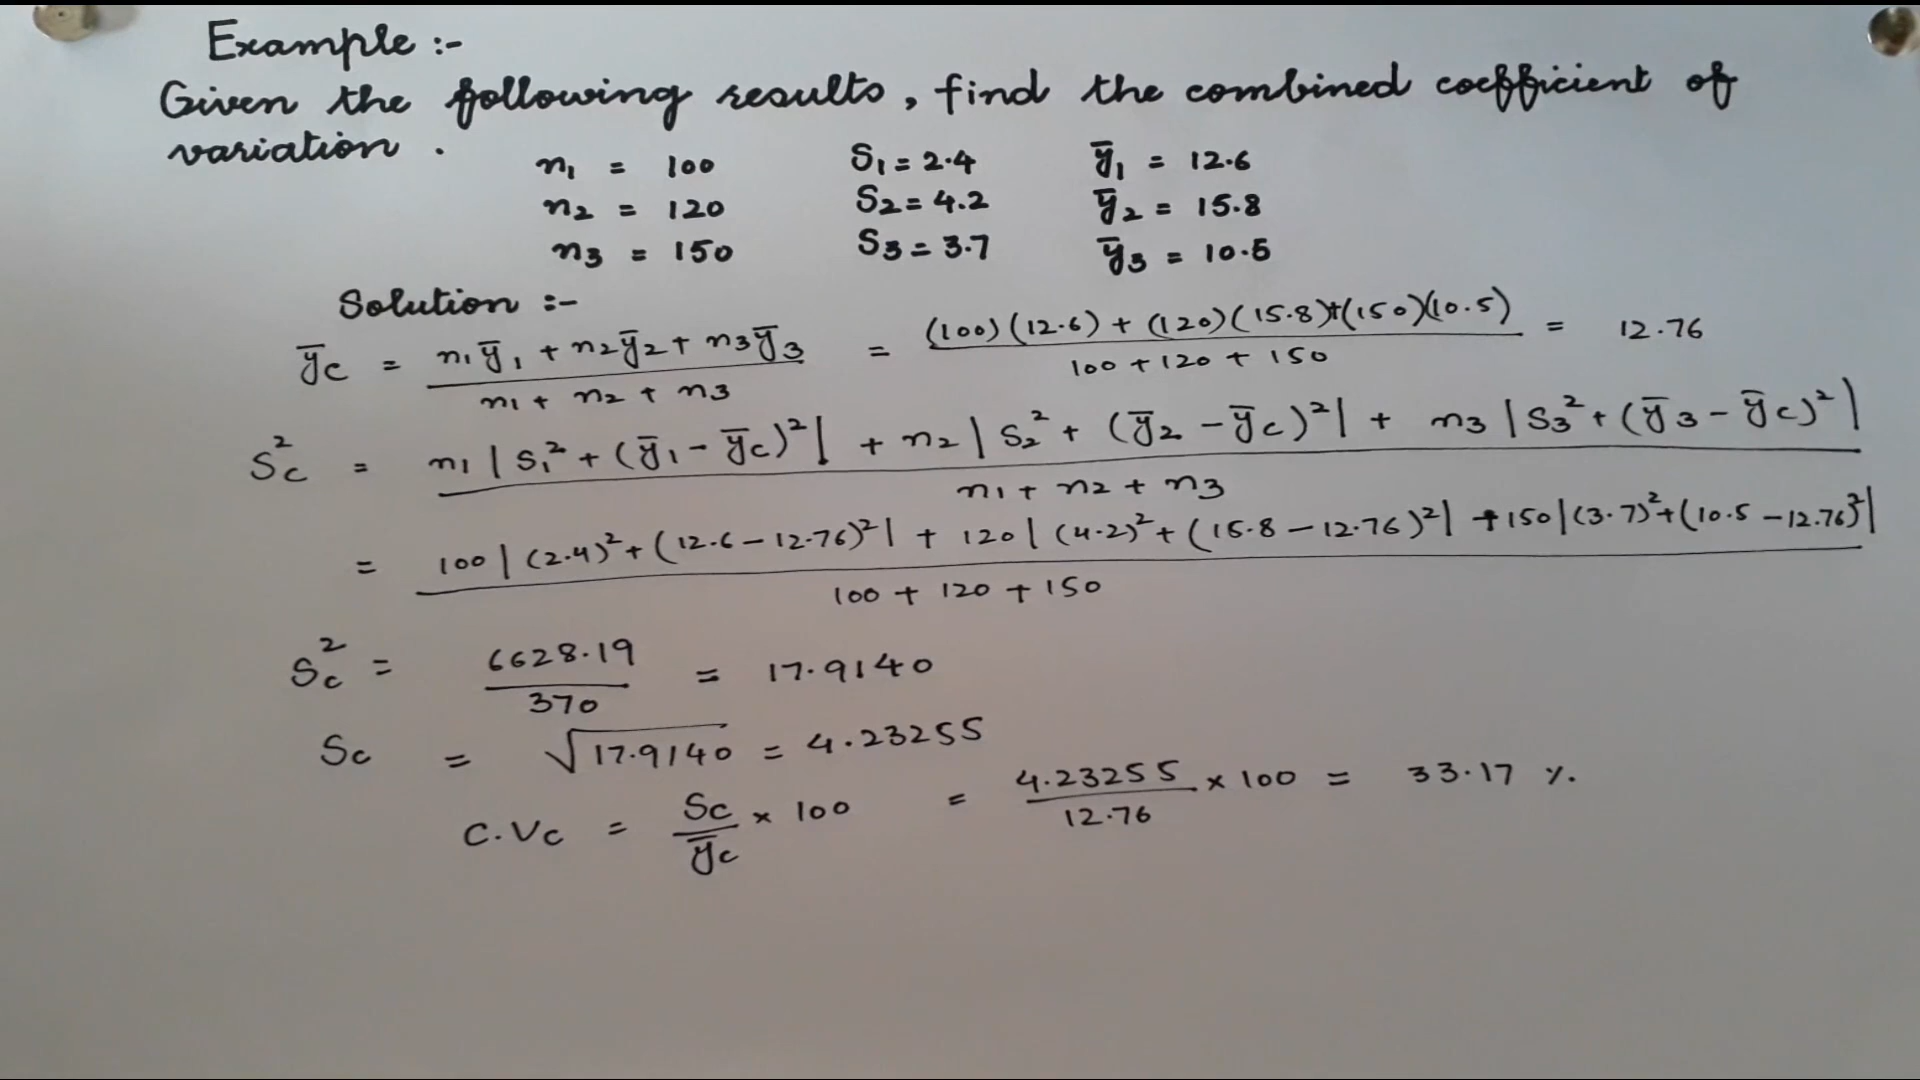 Example :-
Given the following results, find the combined coefficient of
variation.
n₁ = 100 S₁ = 2.4 ȳ₁ = 12.6
n₂ = 120 S₂ = 4.2 ȳ₂ = 15.8
n₃ = 150 S₃ = 3.7 ȳ₃ = 10.5
Solution :-
ȳc = (n₁ȳ₁ + n₂ȳ₂ + n₃ȳ₃) / (n₁ + n₂ + n₃) = ((100)(12.6) + (120)(15.8) + (150)(10.5)) / (100 + 120 + 150) = 12.76
Sc² = (n₁|S₁² + (ȳ₁ - ȳc)²| + n₂|S₂² + (ȳ₂ - ȳc)²| + n₃|S₃² + (ȳ₃ - ȳc)²|) / (n₁ + n₂ + n₃)
= (100|(2.4)² + (12.6 - 12.76)²| + 120|(4.2)² + (15.8 - 12.76)²| + 150|(3.7)² + (10.5 - 12.76)²|) / (100 + 120 + 150)
Sc² = 6628.19 / 370 = 17.9140
Sc = √17.9140 = 4.23255
C.Vc = Sc / ȳc × 100 = 4.23255 / 12.76 × 100 = 33.17 %.